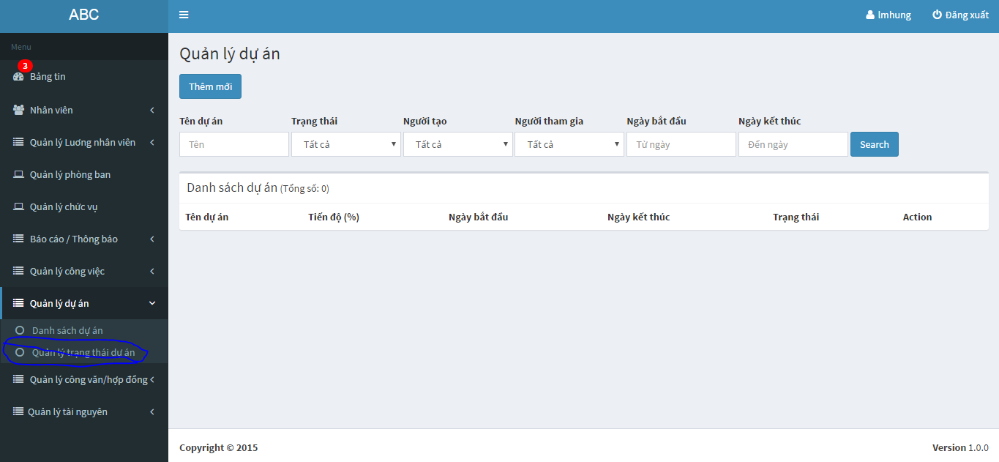 ABC
lmhung
Đăng xuất
Menu
3
Bảng tin
Nhân viên
Quản lý Lương nhân viên
Quản lý phòng ban
Quản lý chức vụ
Báo cáo / Thông báo
Quản lý công việc
Quản lý dự án
Danh sách dự án
Quản lý trạng thái dư án
Quản lý công văn/hợp đồng
Quản lý tài nguyên
Quản lý dự án
Thêm mới
Tên dự án Trạng thái Người tạo Người tham gia Ngày bắt đầu Ngày kết thúc
Tên Tất cả Tất cả Tất cả Từ ngày Đến ngày Search
Danh sách dự án (Tổng số: 0)
Tên dự án Tiến độ (%) Ngày bắt đầu Ngày kết thúc Trạng thái Action
Copyright © 2015
Version 1.0.0